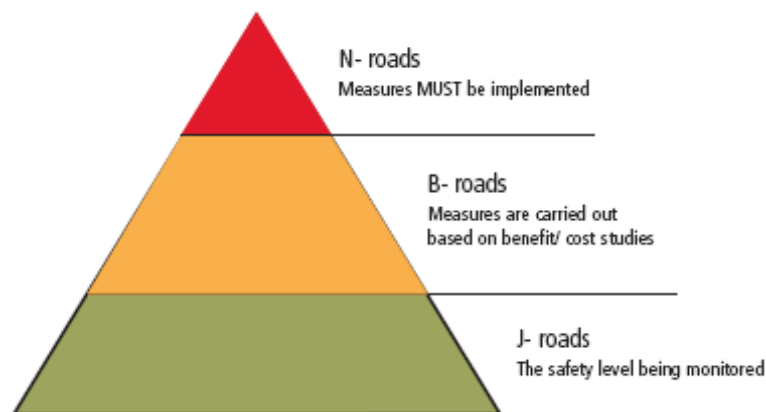 N- roads
Measures MUST be implemented
B- roads
Measures are carried out
based on benefit/ cost studies
J- roads
The safety level being monitored